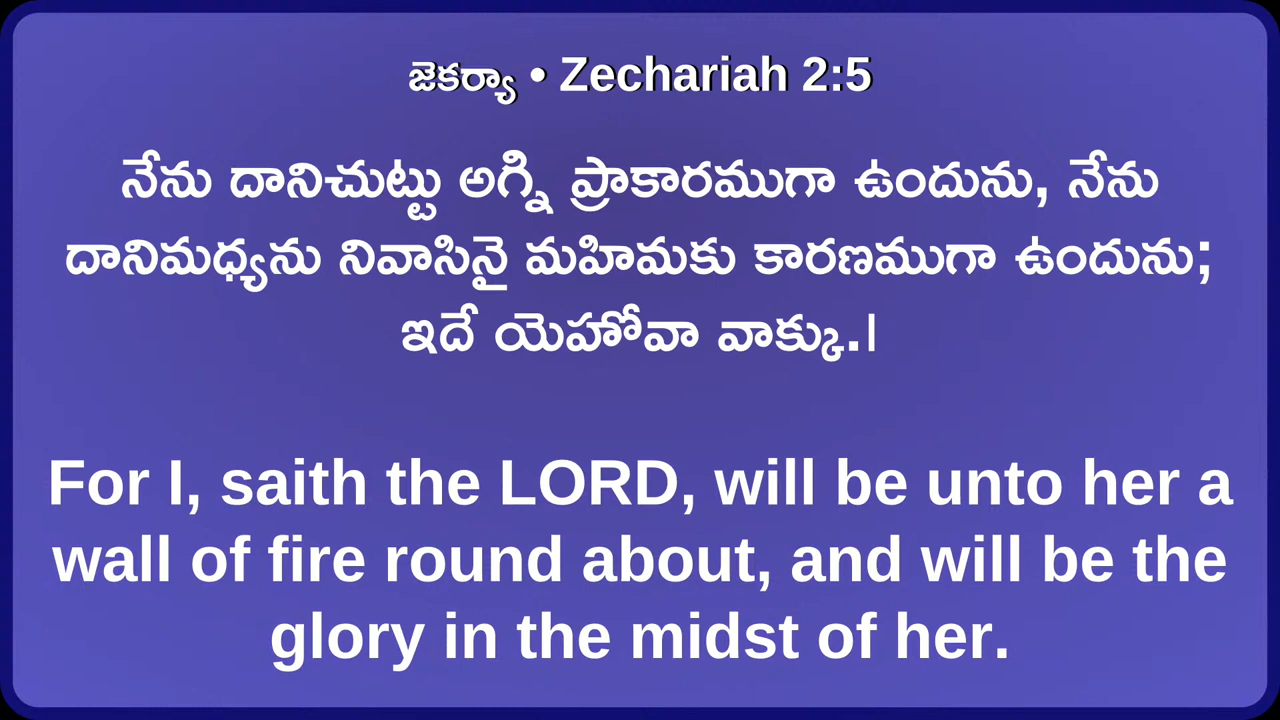 జెకర్యా • Zechariah 2:5
నేను దానిచుట్టు అగ్ని ప్రాకారముగా ఉందును, నేను
దానిమధ్యను నివాసినై మహిమకు కారణముగా ఉందును;
ఇదే యెహోవా వాక్కు.।
For I, saith the LORD, will be unto her a
wall of fire round about, and will be the
glory in the midst of her.